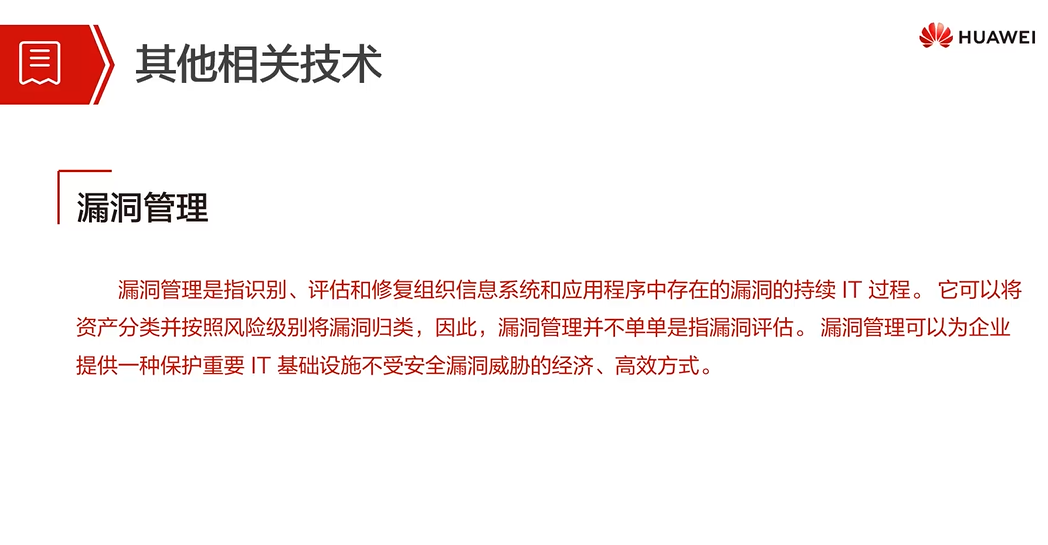 其他相关技术
HUAWEI
漏洞管理
漏洞管理是指识别、评估和修复组织信息系统和应用程序中存在的漏洞的持续 IT 过程。 它可以将
资产分类并按照风险级别将漏洞归类，因此，漏洞管理并不单单是指漏洞评估。 漏洞管理可以为企业
提供一种保护重要 IT 基础设施不受安全漏洞威胁的经济、高效方式。